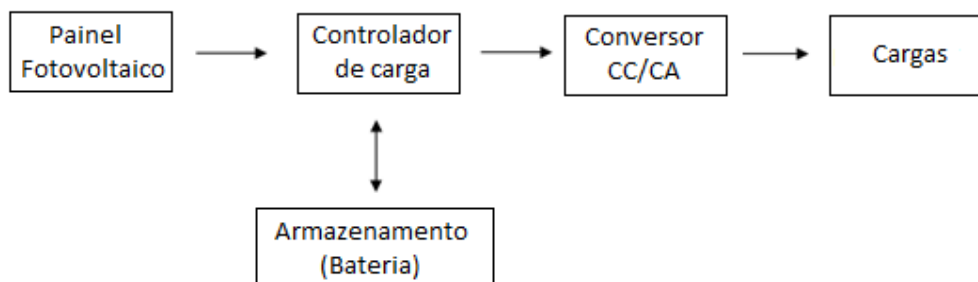 Painel
Fotovoltaico
Controlador
de carga
Conversor
CC/CA
Cargas
Armazenamento
(Bateria)